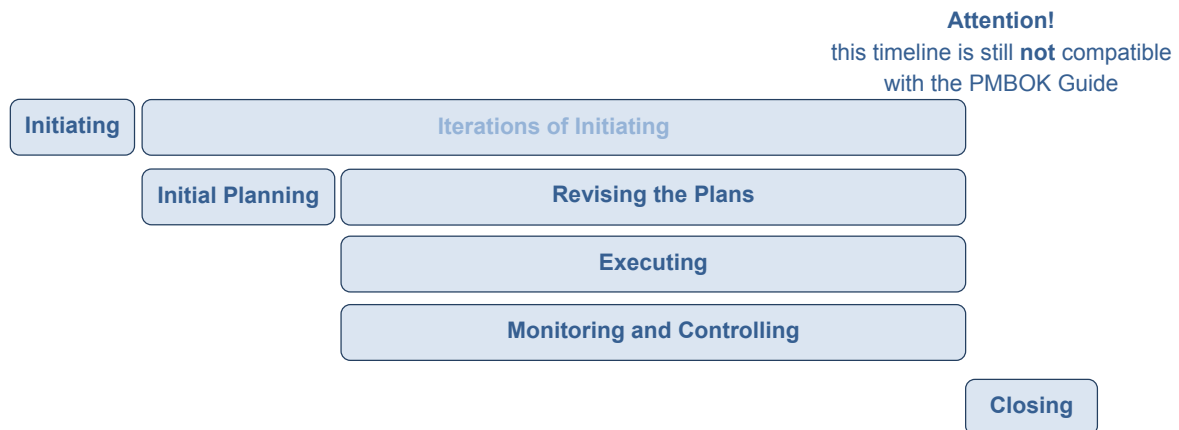 Attention!
this timeline is still not compatible
with the PMBOK Guide
Initiating
Iterations of Initiating
Initial Planning
Revising the Plans
Executing
Monitoring and Controlling
Closing